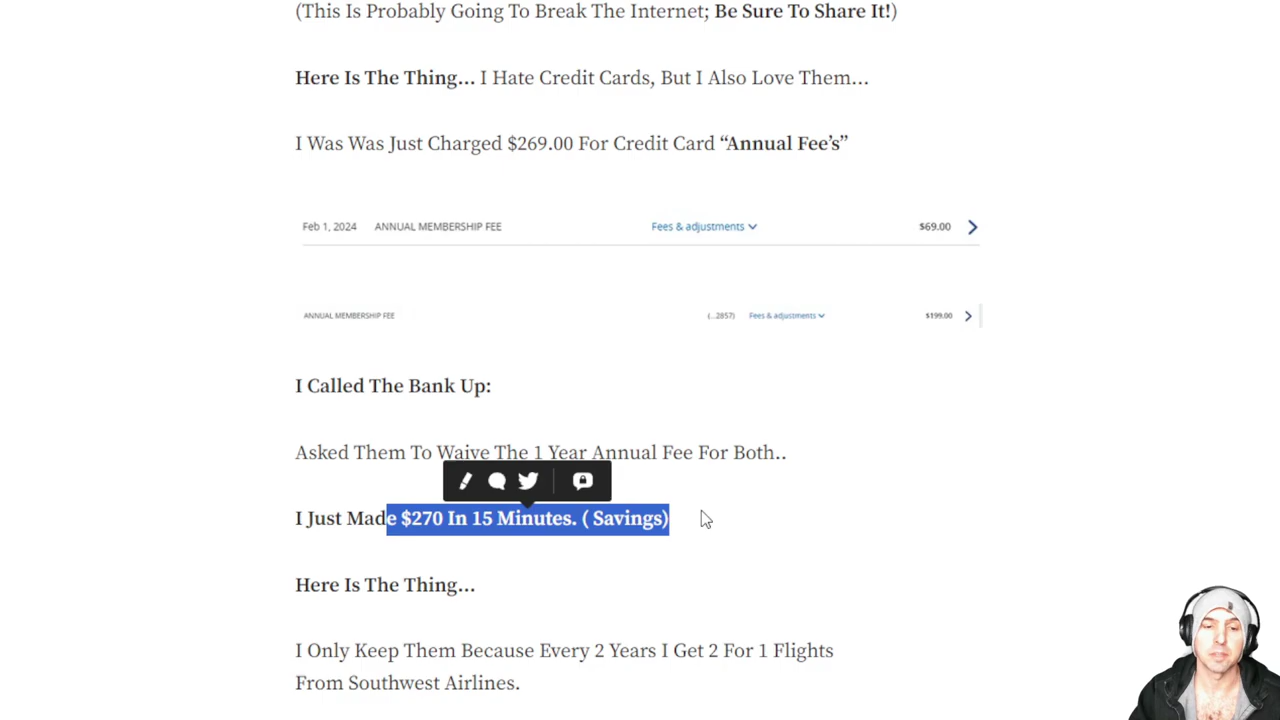 (This Is Probably Going To Break The Internet; Be Sure To Share It!)
Here Is The Thing… I Hate Credit Cards, But I Also Love Them…
I Was Was Just Charged $269.00 For Credit Card “Annual Fee’s”
Feb 1, 2024 ANNUAL MEMBERSHIP FEE Fees & adjustments $69.00
ANNUAL MEMBERSHIP FEE (...2857) Fees & adjustments $199.00
I Called The Bank Up:
Asked Them To Waive The 1 Year Annual Fee For Both..
I Just Made $270 In 15 Minutes. ( Savings)
Here Is The Thing…
I Only Keep Them Because Every 2 Years I Get 2 For 1 Flights
From Southwest Airlines.